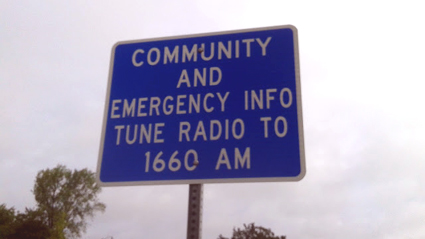 COMMUNITY
AND
EMERGENCY INFO
TUNE RADIO TO
1660 AM